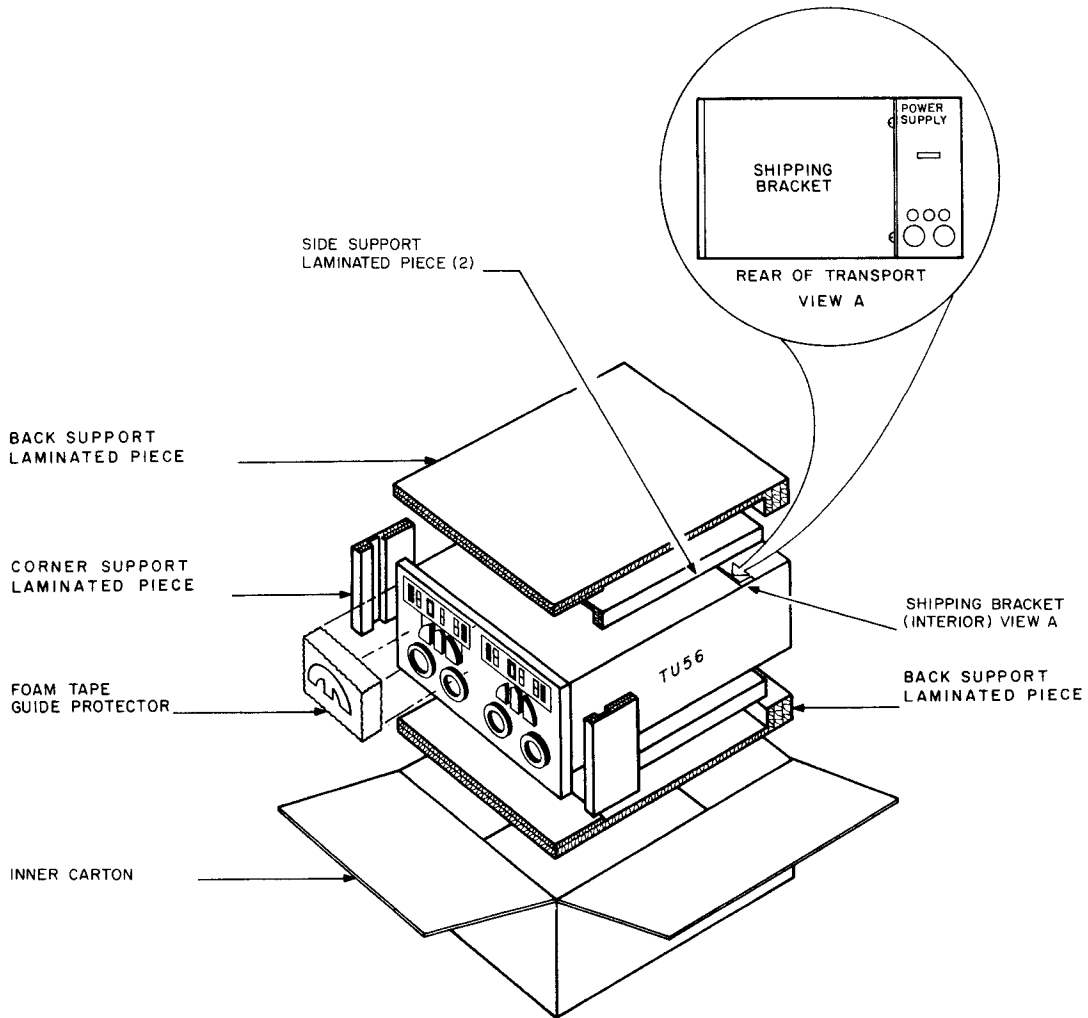 POWER
SUPPLY
SHIPPING
BRACKET
REAR OF TRANSPORT
VIEW A
SIDE SUPPORT
LAMINATED PIECE (2)
BACK SUPPORT
LAMINATED PIECE
CORNER SUPPORT
LAMINATED PIECE
SHIPPING BRACKET
(INTERIOR) VIEW A
TU56
BACK SUPPORT
LAMINATED PIECE
FOAM TAPE
GUIDE PROTECTOR
INNER CARTON